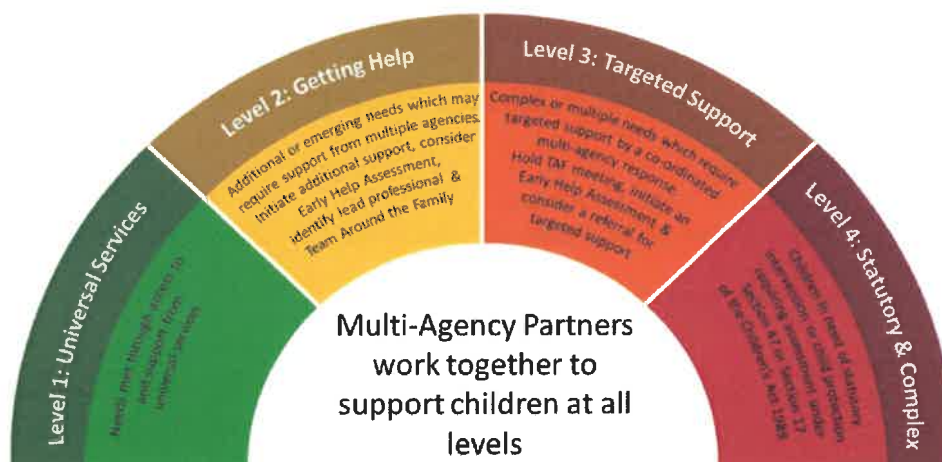 Level 1: Universal Services
Needs met through access to
and support from
universal services
Level 2: Getting Help
Additional or emerging needs which may
require support from multiple agencies.
Initiate additional support, consider
Early Help Assessment,
identify lead professional &
Team Around the Family
Level 3: Targeted Support
Complex or multiple needs which require
targeted support by a co-ordinated
multi-agency response
Hold TAF meeting, initiate an
Early Help Assessment &
consider a referral for
targeted support
Level 4: Statutory & Complex
Children in need of statutory
intervention or child protection
requiring assessment under
Section 47 or Section 17
of the Children's Act 1989
Multi-Agency Partners
work together to
support children at all
levels